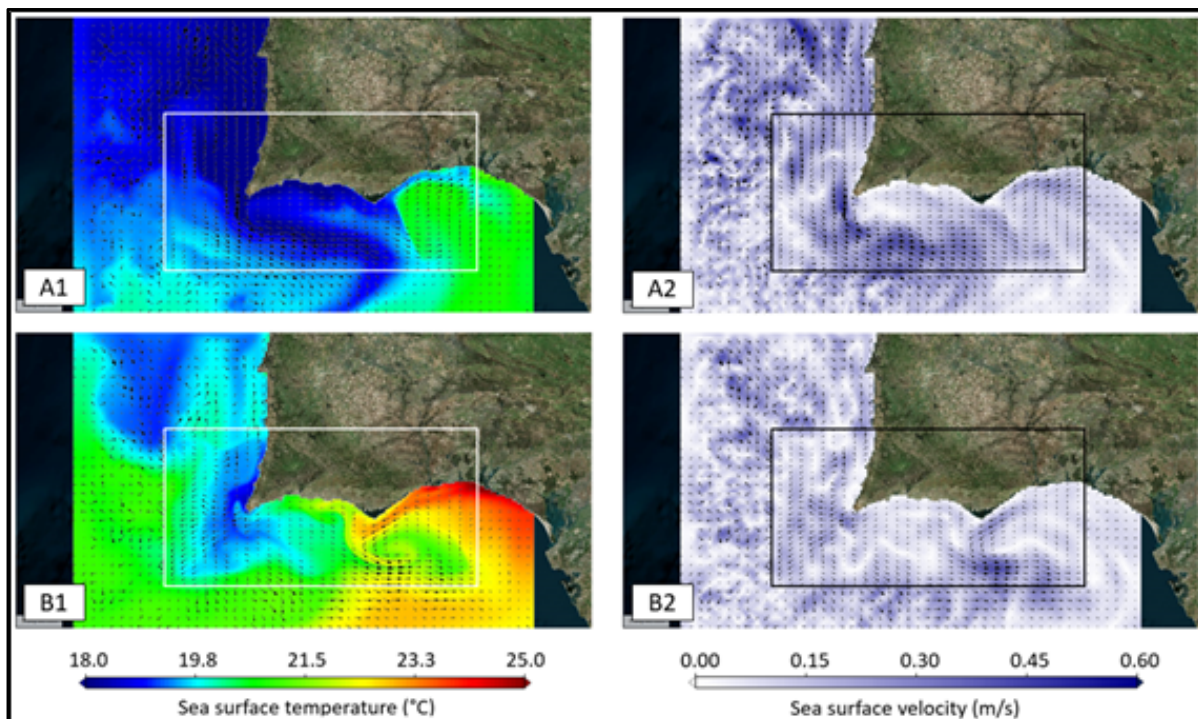 A1
A2
B1
B2
18.0 19.8 21.5 23.3 25.0
Sea surface temperature (°C)
0.00 0.15 0.30 0.45 0.60
Sea surface velocity (m/s)